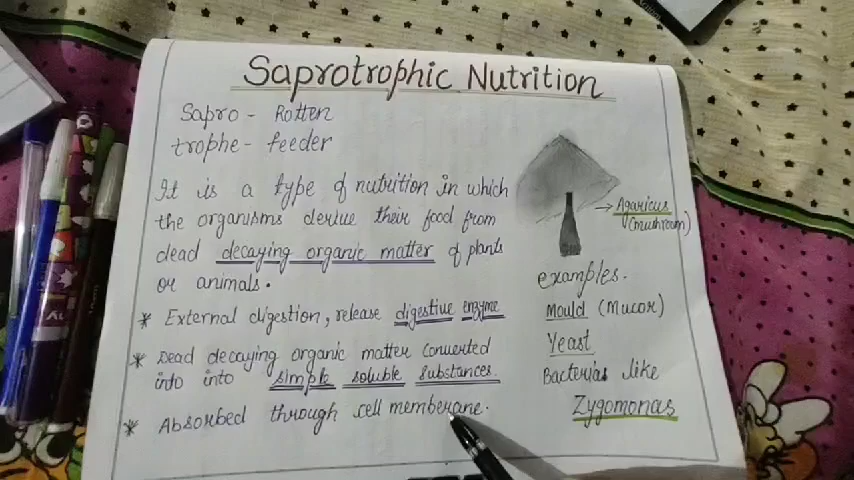 Saprotrophic Nutrition
Sapro - Rotten
trophe - feeder
It is a type of nutrition in which
the organisms derive their food from
dead decaying organic matter of plants
or animals.
* External digestion, release digestive enzyme
* Dead decaying organic matter converted
into into simple soluble substances.
* Absorbed through cell memberane.
→ Agaricus
(mushroom)
examples.
Mould (Mucor)
Yeast
Bacterias like
Zygomonas